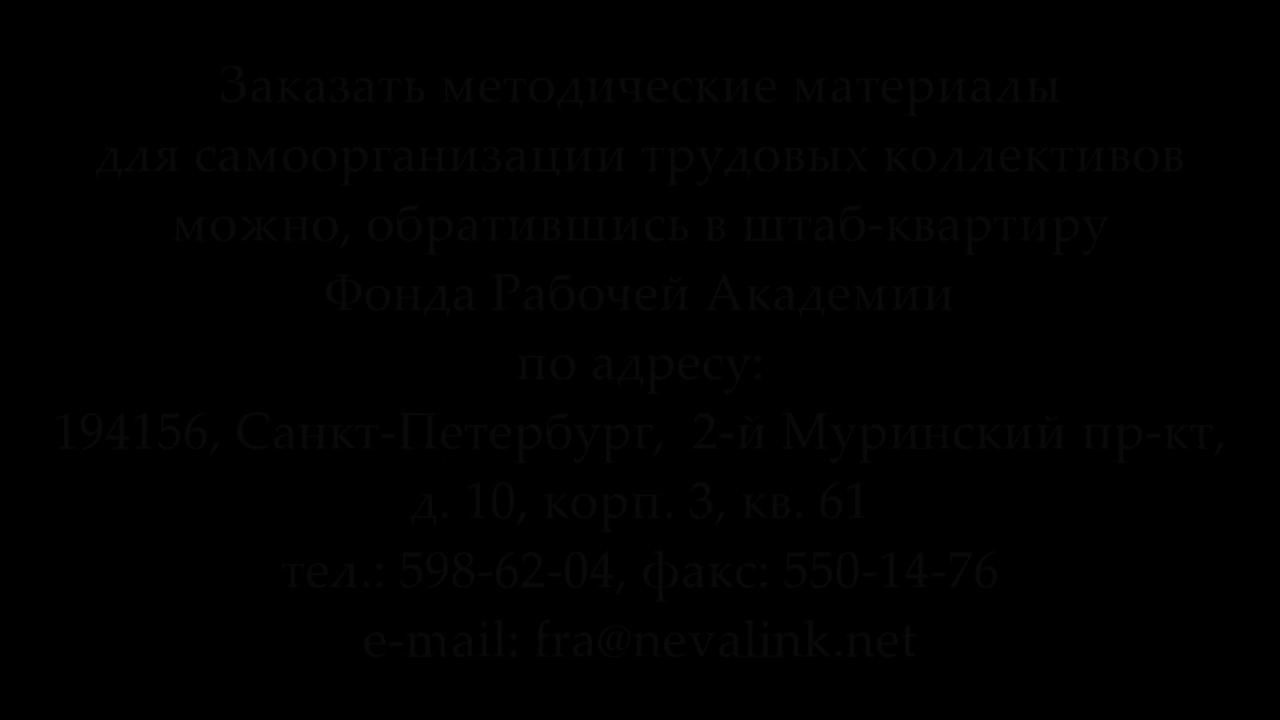 Заказать методические материалы
для самоорганизации трудовых коллективов
можно, обратившись в штаб-квартиру
Фонда Рабочей Академии
по адресу:
194156, Санкт-Петербург, 2-й Муринский пр-кт,
д. 10, корп. 3, кв. 61
тел.: 598-62-04, факс: 550-14-76
e-mail: fra@nevalink.net